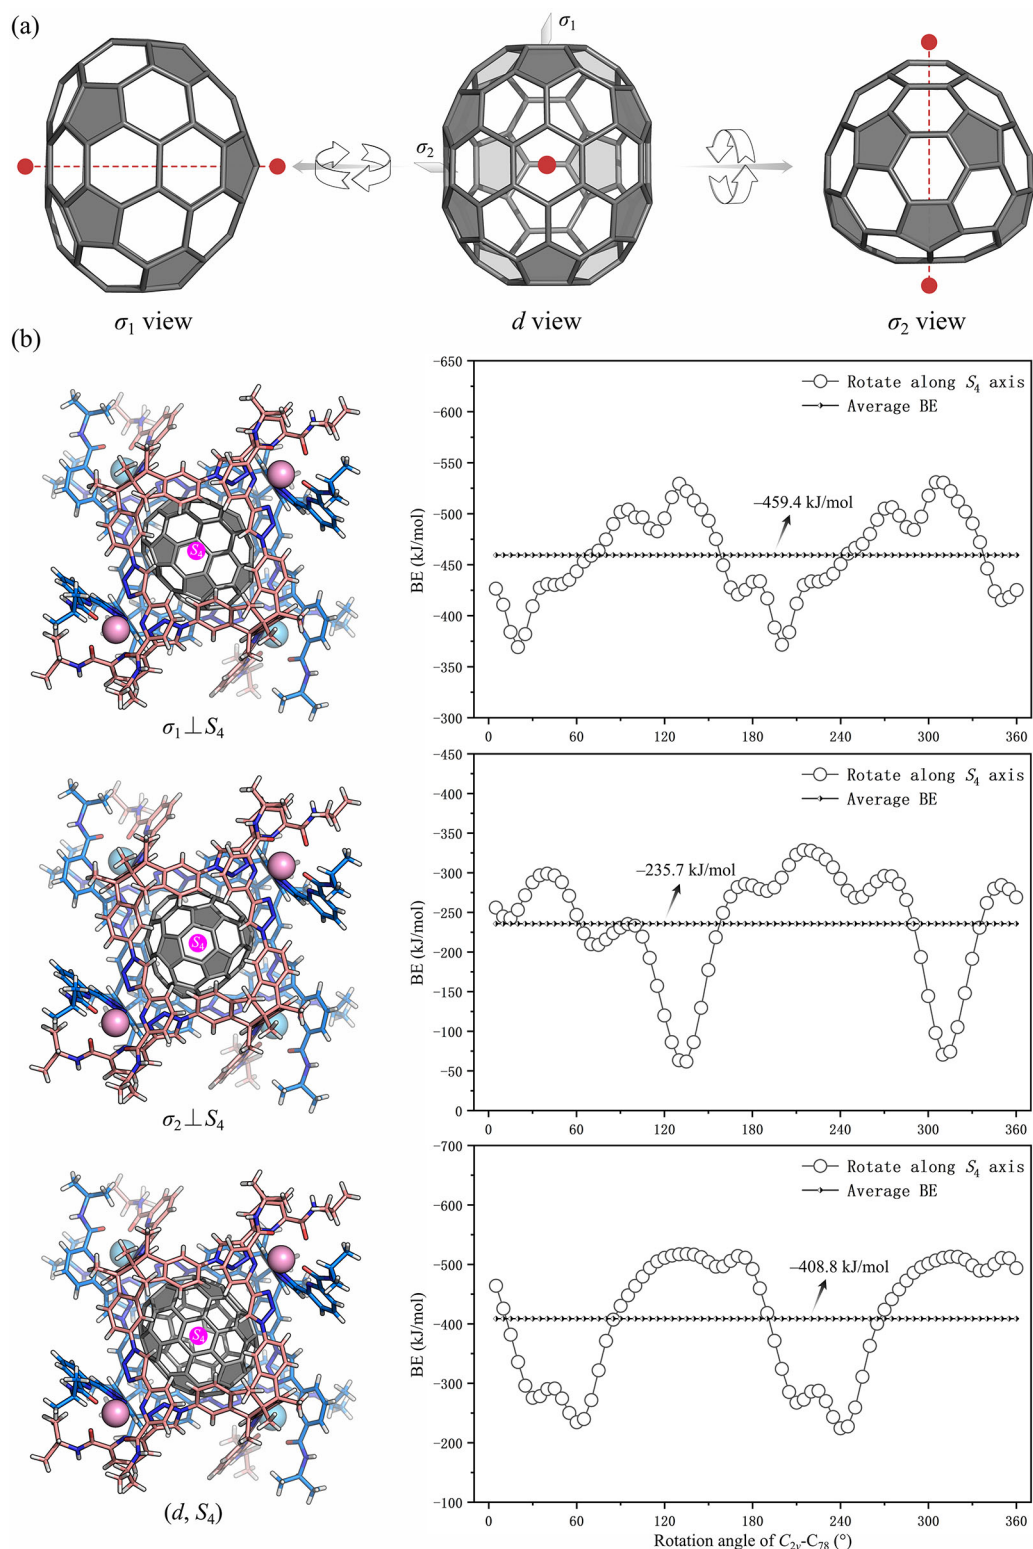 (a)
σ₁
σ₂
σ₁ view
d view
σ₂ view
(b)
S₄
σ₁⊥S₄
BE (kJ/mol)
−650
−600
−550
−500
−450
−400
−350
−300
Rotate along S₄ axis
Average BE
−459.4 kJ/mol
0
60
120
180
240
300
360
S₄
σ₂⊥S₄
BE (kJ/mol)
−450
−400
−350
−300
−250
−200
−150
−100
−50
0
Rotate along S₄ axis
Average BE
−235.7 kJ/mol
0
60
120
180
240
300
360
S₄
(d, S₄)
BE (kJ/mol)
−700
−600
−500
−400
−300
−200
−100
Rotate along S₄ axis
Average BE
−408.8 kJ/mol
0
60
120
180
240
300
360
Rotation angle of C₂ᵥ-C₇₈ (°)